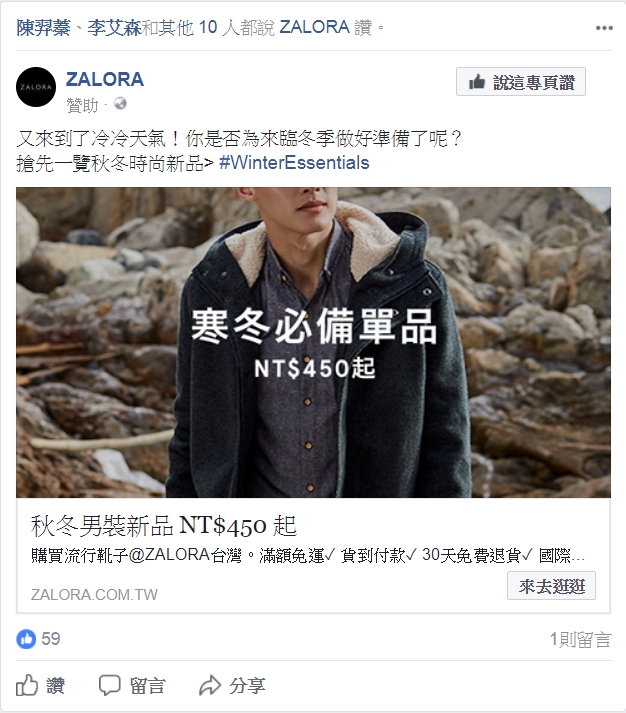 陳羿蓁、李艾森和其他 10 人都說 ZALORA 讚。
ZALORA
ZALORA
說這專頁讚
贊助 ·
又來到了冷冷天氣！你是否為來臨冬季做好準備了呢？
搶先一覽秋冬時尚新品> #WinterEssentials
寒冬必備單品
NT$450起
秋冬男裝新品 NT$450 起
購買流行靴子@ZALORA台灣。滿額免運✓ 貨到付款✓ 30天免費退貨✓ 國際...
ZALORA.COM.TW
來去逛逛
59
1則留言
讚
留言
分享